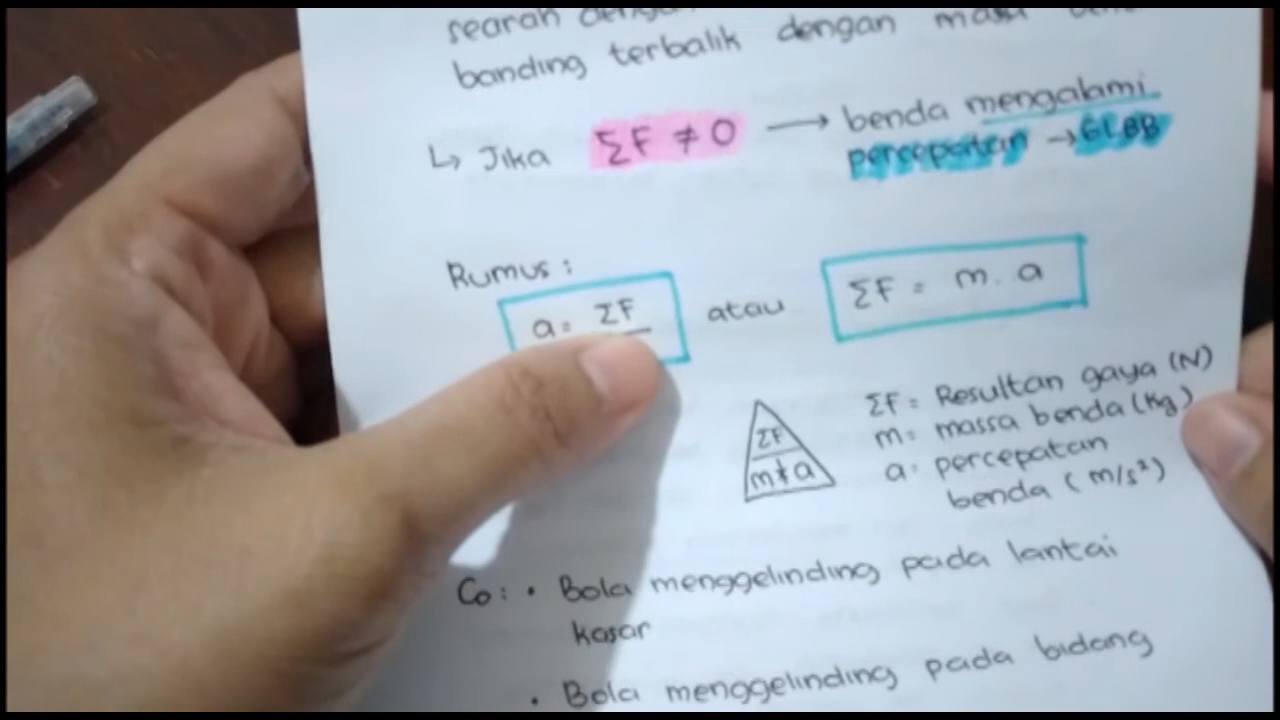 searah
banding terbalik dengan
↳ Jika ΣF ≠ 0 → benda mengalami
percepatan → GLBB
Rumus :
a = ΣF atau ΣF = m . a
ΣF = Resultan gaya (N)
m = massa benda (kg)
a = percepatan
benda ( m/s² )
ΣF
m a
Co : • Bola menggelinding pada lantai
kasar
• Bola menggelinding pada bidang